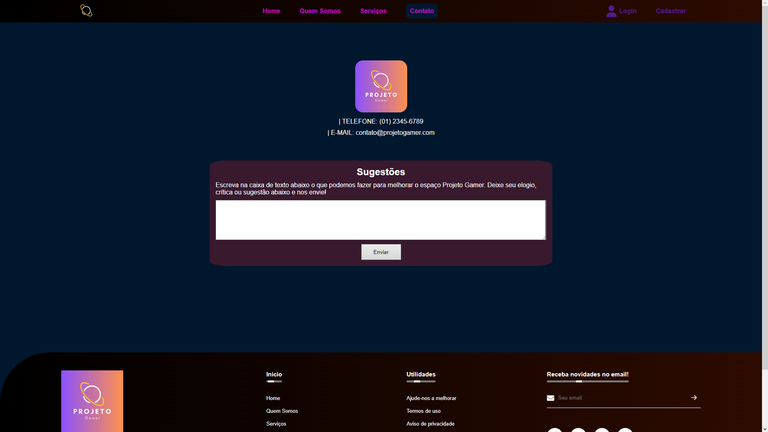 Home
Quem Somos
Serviços
Contato
Login
Cadastrar
PROJETO
Gamer
| TELEFONE: (01) 2345-6789
| E-MAIL: contato@projetogamer.com
Sugestões
Escreva na caixa de texto abaixo o que podemos fazer para melhorar o espaço Projeto Gamer. Deixe seu elogio,
crítica ou sugestão abaixo e nos envie!
Enviar
PROJETO
Gamer
Inicio
Home
Quem Somos
Serviços
Utilidades
Ajude-nos a melhorar
Termos de uso
Aviso de privacidade
Receba novidades no email!
Seu email